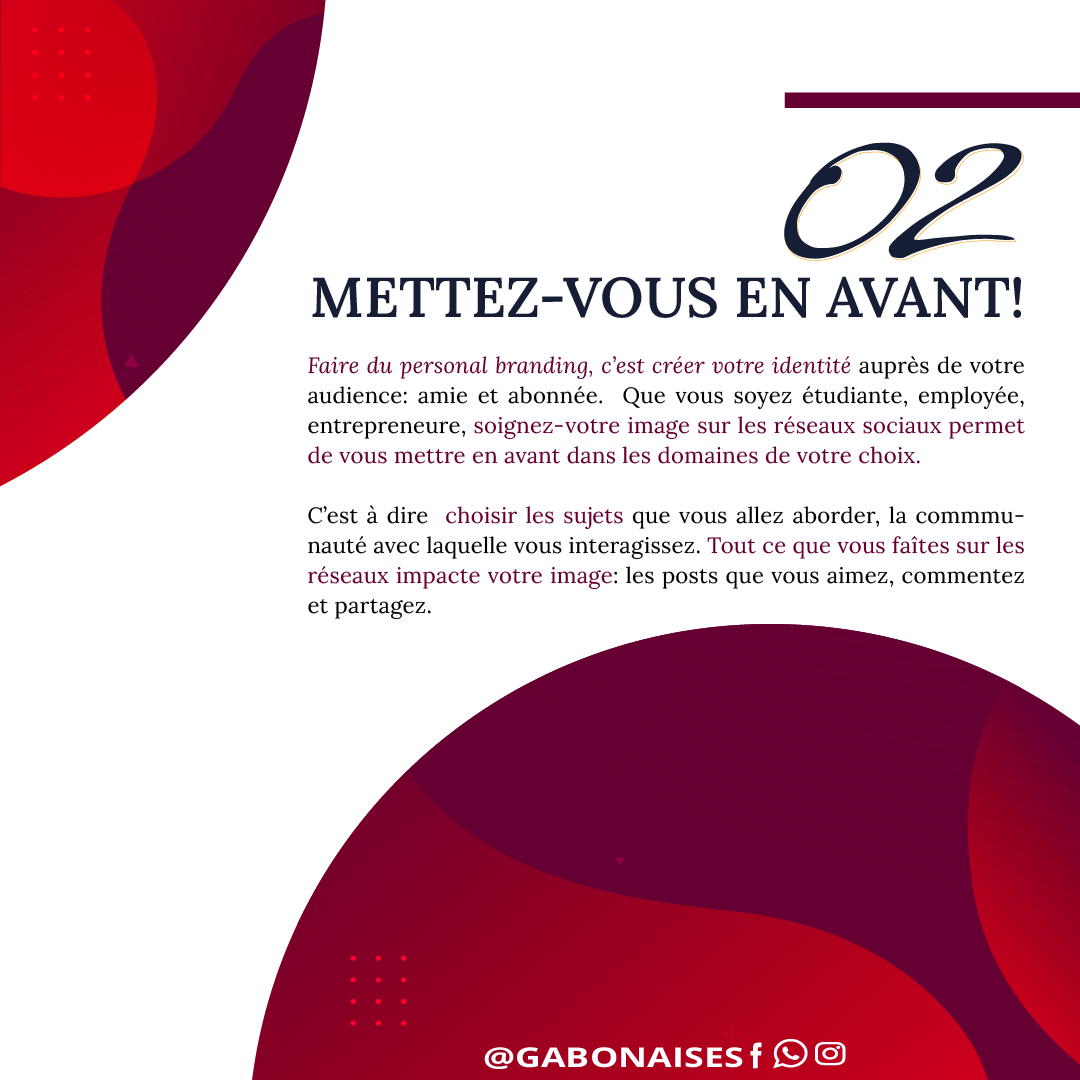 02
METTEZ-VOUS EN AVANT!
Faire du personal branding, c’est créer votre identité auprès de votre
audience: amie et abonnée.  Que vous soyez étudiante, employée,
entrepreneure, soignez-votre image sur les réseaux sociaux permet
de vous mettre en avant dans les domaines de votre choix.
C’est à dire  choisir les sujets que vous allez aborder, la commmu-
nauté avec laquelle vous interagissez. Tout ce que vous faîtes sur les
réseaux impacte votre image: les posts que vous aimez, commentez
et partagez.
@GABONAISES